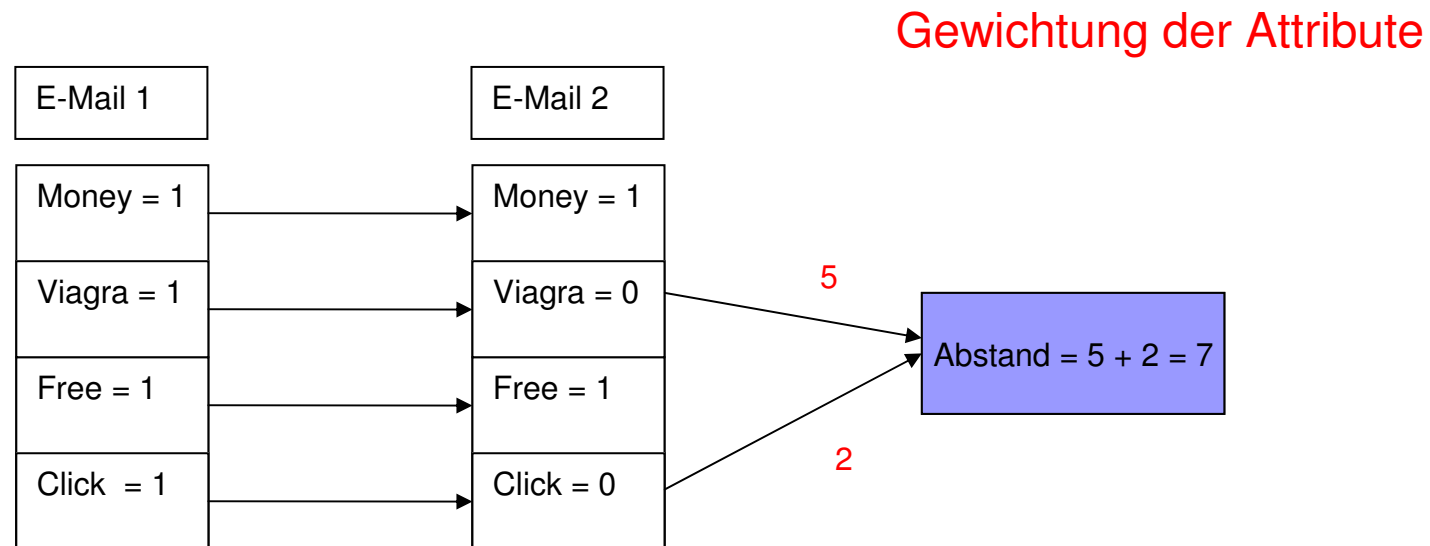 Gewichtung der Attribute
E-Mail 1
E-Mail 2
Money = 1
Money = 1
Viagra = 1
Viagra = 0
5
Abstand = 5 + 2 = 7
Free = 1
Free = 1
2
Click = 1
Click = 0